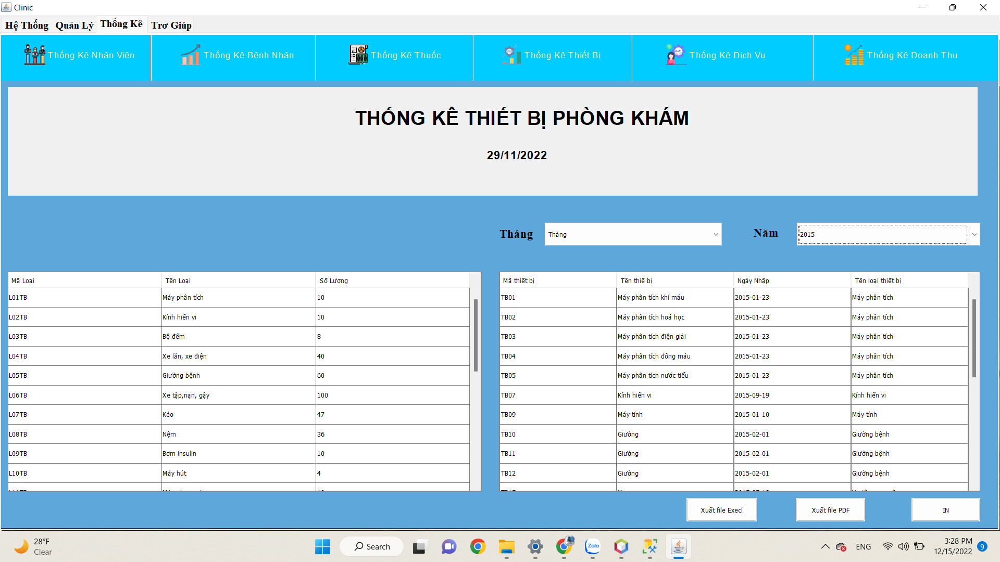 Clinic
Hệ Thống Quản Lý Thống Kê Trơ Giúp
Thống Kê Nhân Viên Thống Kê Bệnh Nhân Thống Kê Thuốc Thống Kê Thiết Bị Thống Kê Dịch Vụ Thống Kê Doanh Thu
THỐNG KÊ THIẾT BỊ PHÒNG KHÁM
29/11/2022
Tháng Tháng Năm 2015
Mã Loại Tên Loại Số Lượng
L01TB Máy phân tích 10
L02TB Kính hiển vi 10
L03TB Bộ đếm 8
L04TB Xe lăn, xe điện 40
L05TB Giường bệnh 60
L06TB Xe tập,nạn, gậy 100
L07TB Kéo 47
L08TB Nệm 36
L09TB Bơm insulin 10
L10TB Máy hút 4
Mã thiết bị Tên thiế bị Ngày Nhập Tên loại thiết bị
TB01 Máy phân tích khí máu 2015-01-23 Máy phân tích
TB02 Máy phân tích hoá học 2015-01-23 Máy phân tích
TB03 Máy phân tích điện giải 2015-01-23 Máy phân tích
TB04 Máy phân tích đông máu 2015-01-23 Máy phân tích
TB05 Máy phân tích nước tiểu 2015-01-23 Máy phân tích
TB07 Kính hiển vi 2015-09-19 Kính hiển vi
TB09 Máy tính 2015-01-10 Máy tính
TB10 Giường 2015-02-01 Giường bệnh
TB11 Giường 2015-02-01 Giường bệnh
TB12 Giường 2015-02-01 Giường bệnh
Xuất file Execl Xuất file PDF IN
28°F
Clear
Search
Zalo
ENG
3:28 PM
12/15/2022
9